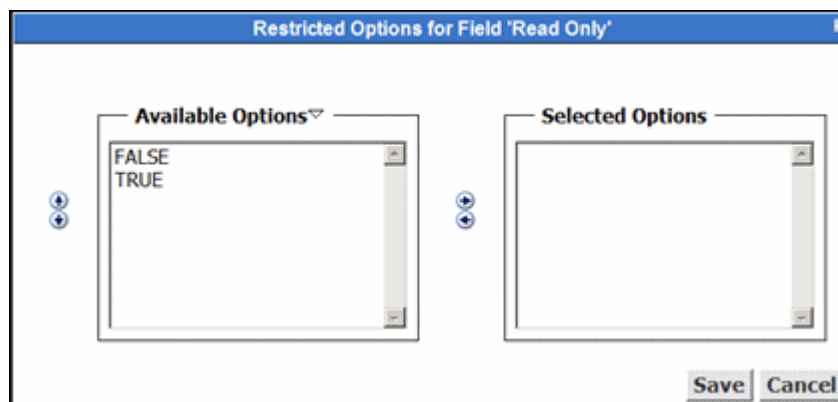 Restricted Options for Field 'Read Only'
Available Options
Selected Options
FALSE
TRUE
Save
Cancel